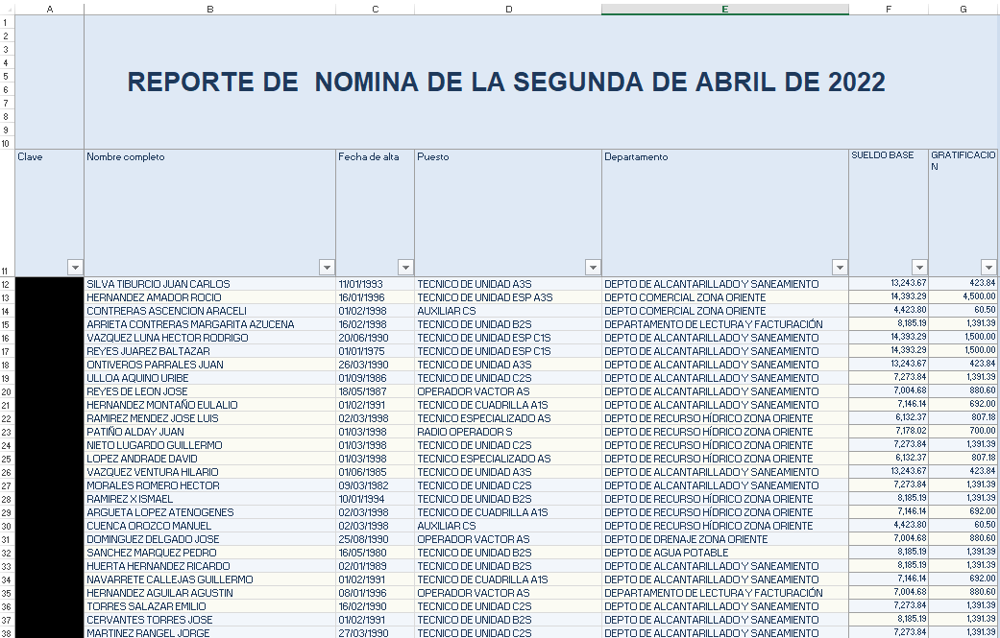 A B C D E F G
1
2
3
4
5
6
7
8
9
10
REPORTE DE  NOMINA DE LA SEGUNDA DE ABRIL DE 2022
11 Clave Nombre completo Fecha de alta Puesto Departamento SUELDO BASE GRATIFICACIO
N
12 SILVA TIBURCIO JUAN CARLOS 11/01/1993 TECNICO DE UNIDAD A3S DEPTO DE ALCANTARILLADO Y SANEAMIENTO 13,243.67 423.84
13 HERNANDEZ AMADOR ROCIO 16/01/1996 TECNICO DE UNIDAD ESP A3S DEPTO COMERCIAL ZONA ORIENTE 14,393.29 4,500.00
14 CONTRERAS ASCENCION ARACELI 01/02/1998 AUXILIAR CS DEPTO COMERCIAL ZONA ORIENTE 4,423.80 60.50
15 ARRIETA CONTRERAS MARGARITA AZUCENA 16/02/1998 TECNICO DE UNIDAD B2S DEPARTAMENTO DE LECTURA Y FACTURACIÓN 8,185.19 1,391.39
16 VAZQUEZ LUNA HECTOR RODRIGO 20/06/1990 TECNICO DE UNIDAD ESP C1S DEPTO DE ALCANTARILLADO Y SANEAMIENTO 14,393.29 1,500.00
17 REYES JUAREZ BALTAZAR 01/01/1975 TECNICO DE UNIDAD ESP C1S DEPTO DE ALCANTARILLADO Y SANEAMIENTO 14,393.29 1,500.00
18 ONTIVEROS PARRALES JUAN 26/03/1990 TECNICO DE UNIDAD A3S DEPTO DE ALCANTARILLADO Y SANEAMIENTO 13,243.67 423.84
19 ULLOA AQUINO URIBE 01/09/1986 TECNICO DE UNIDAD C2S DEPTO DE ALCANTARILLADO Y SANEAMIENTO 7,273.84 1,391.39
20 REYES DE LEON JOSE 18/05/1987 OPERADOR VACTOR AS DEPTO DE ALCANTARILLADO Y SANEAMIENTO 7,004.68 880.60
21 HERNANDEZ MONTAÑO EULALIO 01/02/1991 TECNICO DE CUADRILLA A1S DEPTO DE ALCANTARILLADO Y SANEAMIENTO 7,146.14 692.00
22 RAMIREZ MENDEZ JOSE LUIS 02/03/1998 TECNICO ESPECIALIZADO AS DEPTO DE RECURSO HÍDRICO ZONA ORIENTE 6,132.37 807.18
23 PATIÑO ALDAY JUAN 01/03/1998 RADIO OPERADOR S DEPTO DE RECURSO HÍDRICO ZONA ORIENTE 7,178.02 700.00
24 NIETO LUGARDO GUILLERMO 01/03/1998 TECNICO DE UNIDAD C2S DEPTO DE RECURSO HÍDRICO ZONA ORIENTE 7,273.84 1,391.39
25 LOPEZ ANDRADE DAVID 01/03/1998 TECNICO ESPECIALIZADO AS DEPTO DE RECURSO HÍDRICO ZONA ORIENTE 6,132.37 807.18
26 VAZQUEZ VENTURA HILARIO 01/06/1985 TECNICO DE UNIDAD A3S DEPTO DE ALCANTARILLADO Y SANEAMIENTO 13,243.67 423.84
27 MORALES ROMERO HECTOR 09/03/1982 TECNICO DE UNIDAD C2S DEPTO DE ALCANTARILLADO Y SANEAMIENTO 7,273.84 1,391.39
28 RAMIREZ X ISMAEL 10/01/1994 TECNICO DE UNIDAD B2S DEPTO DE RECURSO HÍDRICO ZONA ORIENTE 8,185.19 1,391.39
29 ARGUETA LOPEZ ATENOGENES 02/03/1998 TECNICO DE CUADRILLA A1S DEPTO DE RECURSO HÍDRICO ZONA ORIENTE 7,146.14 692.00
30 CUENCA OROZCO MANUEL 02/03/1998 AUXILIAR CS DEPTO DE RECURSO HÍDRICO ZONA ORIENTE 4,423.80 60.50
31 DOMINGUEZ DELGADO JOSE 25/08/1990 OPERADOR VACTOR AS DEPTO DE DRENAJE ZONA ORIENTE 7,004.68 880.60
32 SANCHEZ MARQUEZ PEDRO 16/05/1980 TECNICO DE UNIDAD B2S DEPTO DE AGUA POTABLE 8,185.19 1,391.39
33 HUERTA HERNANDEZ RICARDO 02/01/1989 TECNICO DE UNIDAD B2S DEPTO DE ALCANTARILLADO Y SANEAMIENTO 8,185.19 1,391.39
34 NAVARRETE CALLEJAS GUILLERMO 01/02/1991 TECNICO DE CUADRILLA A1S DEPTO DE ALCANTARILLADO Y SANEAMIENTO 7,146.14 692.00
35 HERNANDEZ AGUILAR AGUSTIN 08/01/1996 OPERADOR VACTOR AS DEPARTAMENTO DE LECTURA Y FACTURACIÓN 7,004.68 880.60
36 TORRES SALAZAR EMILIO 16/02/1990 TECNICO DE UNIDAD C2S DEPTO DE ALCANTARILLADO Y SANEAMIENTO 7,273.84 1,391.39
37 CERVANTES TORRES JOSE 01/02/1991 TECNICO DE UNIDAD B2S DEPTO DE ALCANTARILLADO Y SANEAMIENTO 8,185.19 1,391.39
38 MARTINEZ RANGEL JORGE 27/03/1990 TECNICO DE UNIDAD C2S DEPTO DE ALCANTARILLADO Y SANEAMIENTO 7,273.84 1,391.39